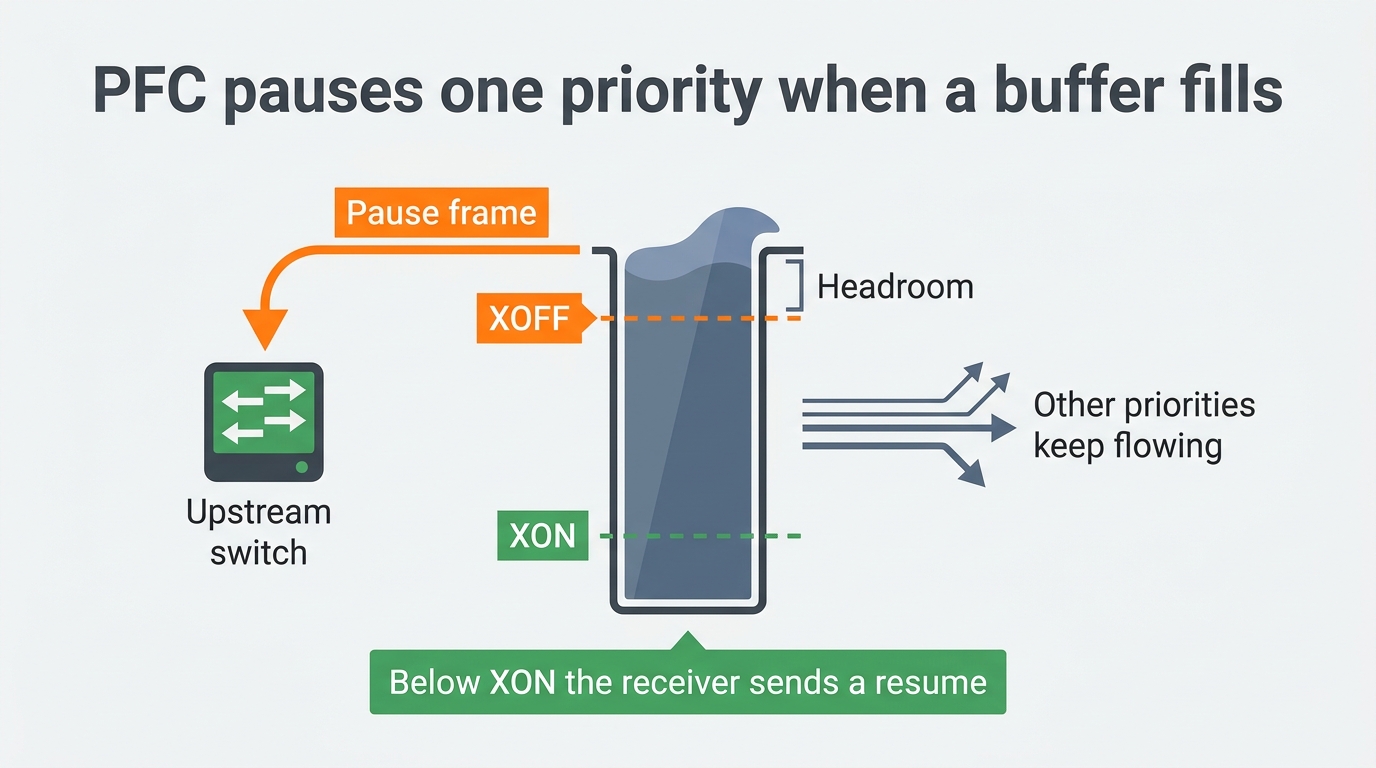 PFC pauses one priority when a buffer fills
Pause frame
XOFF
Headroom
Other priorities
keep flowing
Upstream
switch
XON
Below XON the receiver sends a resume